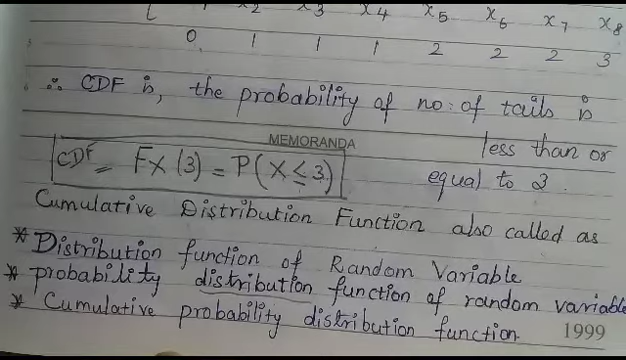 x2 x3 x4 x5 x6 x7 x8
0 1 1 1 2 2 2 3
∴ CDF is, the probability of no: of tails is
MEMORANDA
less than or
CDF = FX (3) = P(X ≤ 3) equal to 3.
Cumulative Distribution Function also called as
* Distribution function of Random Variable
* probability distribution function of random variable
* Cumulative probability distribution function.
1999